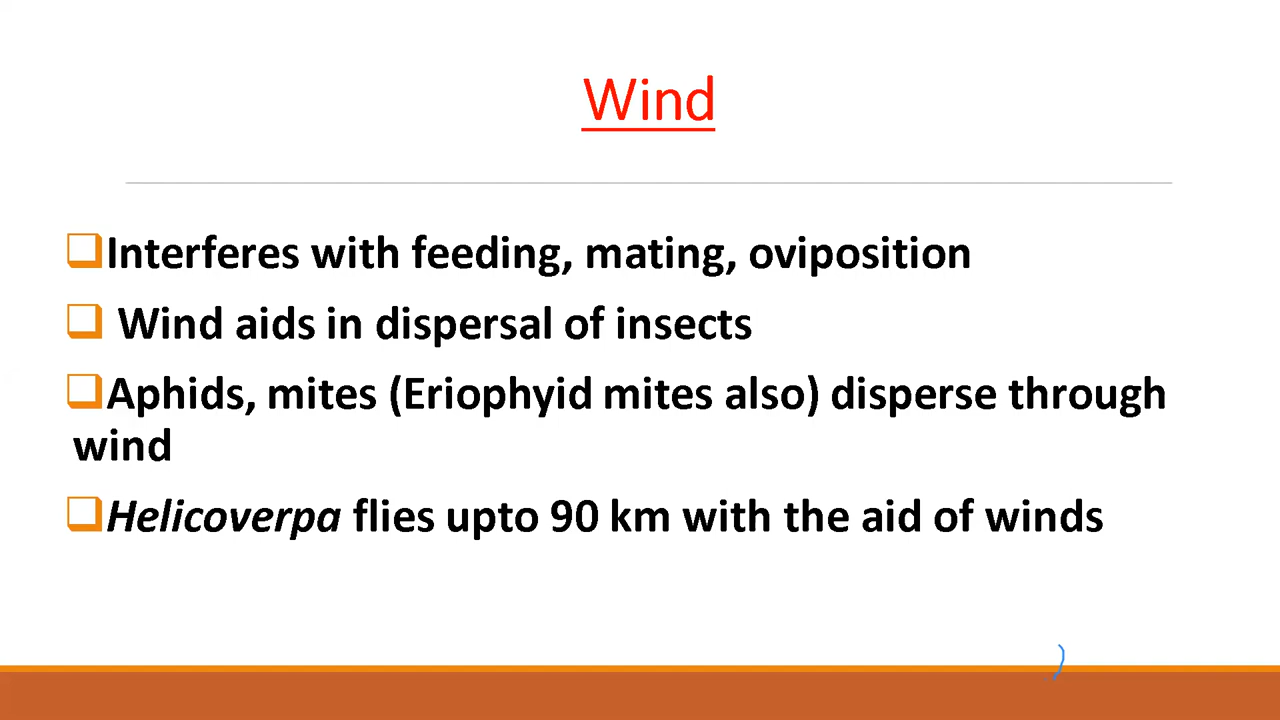 Wind
Interferes with feeding, mating, oviposition
Wind aids in dispersal of insects
Aphids, mites (Eriophyid mites also) disperse through
wind
Helicoverpa flies upto 90 km with the aid of winds